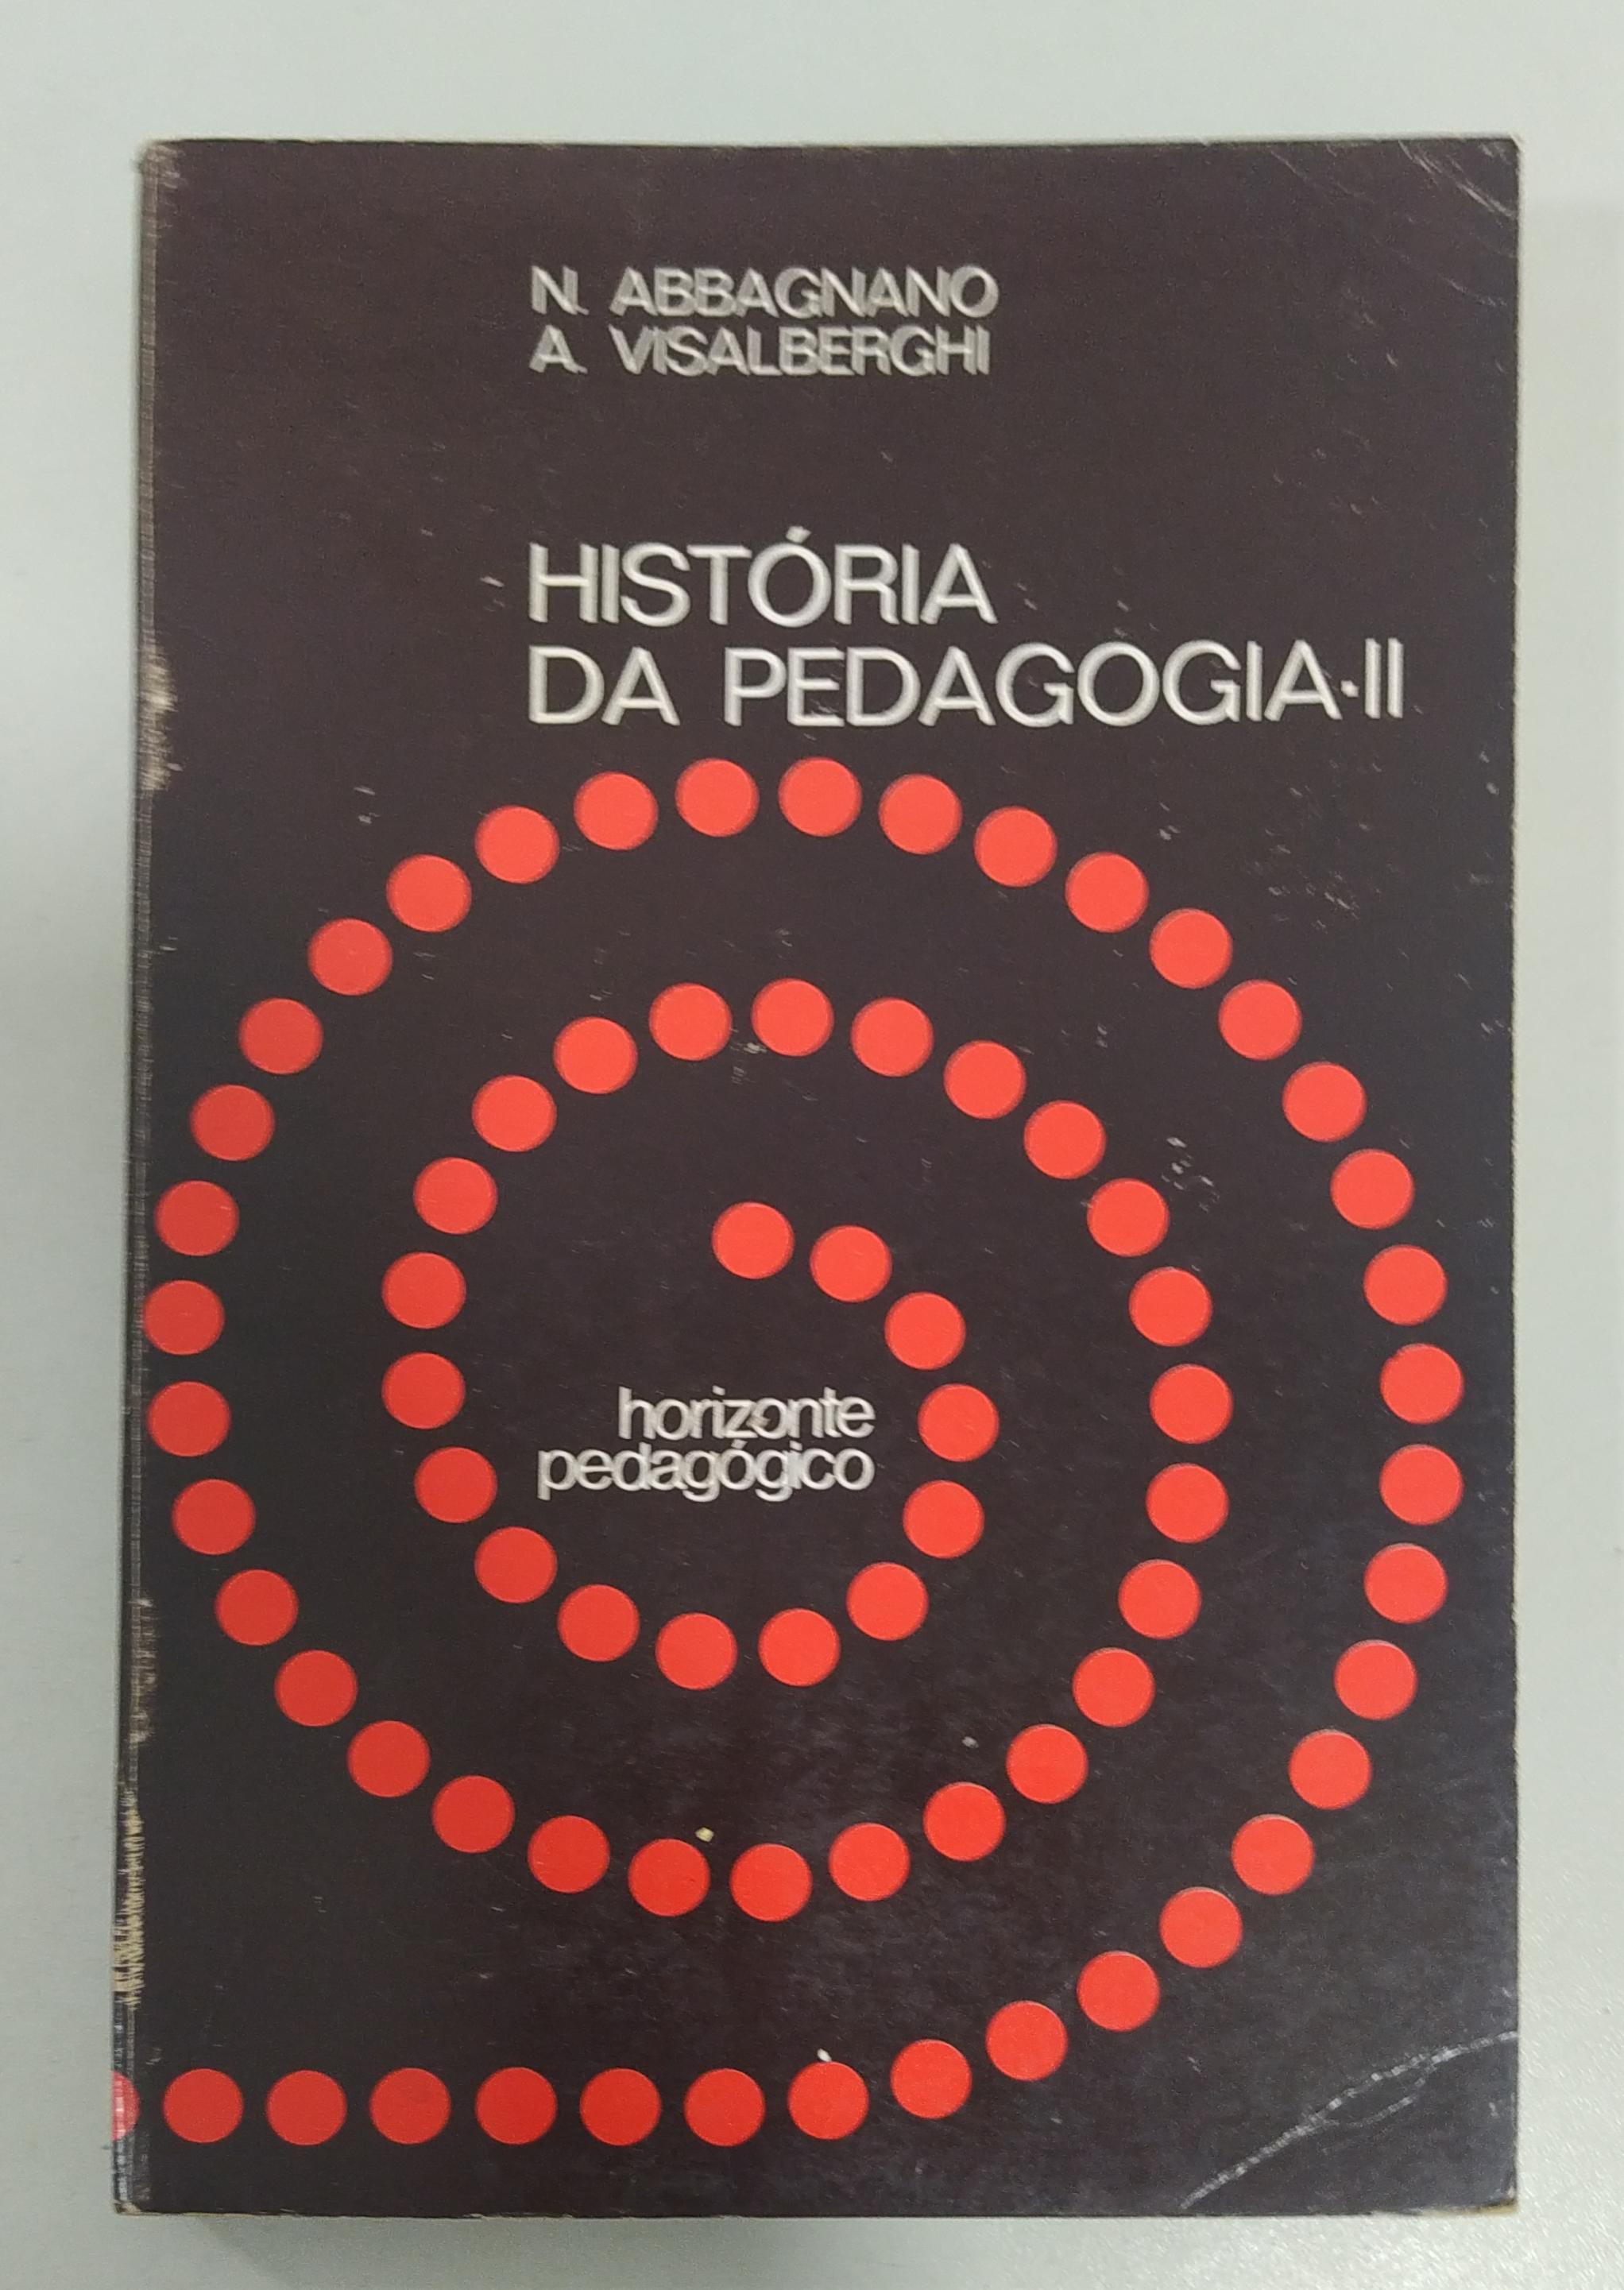 N. ABBAGNANO
A. VISALBERGHI
HISTÓRIA
DA PEDAGOGIA·II
horizonte
pedagógico